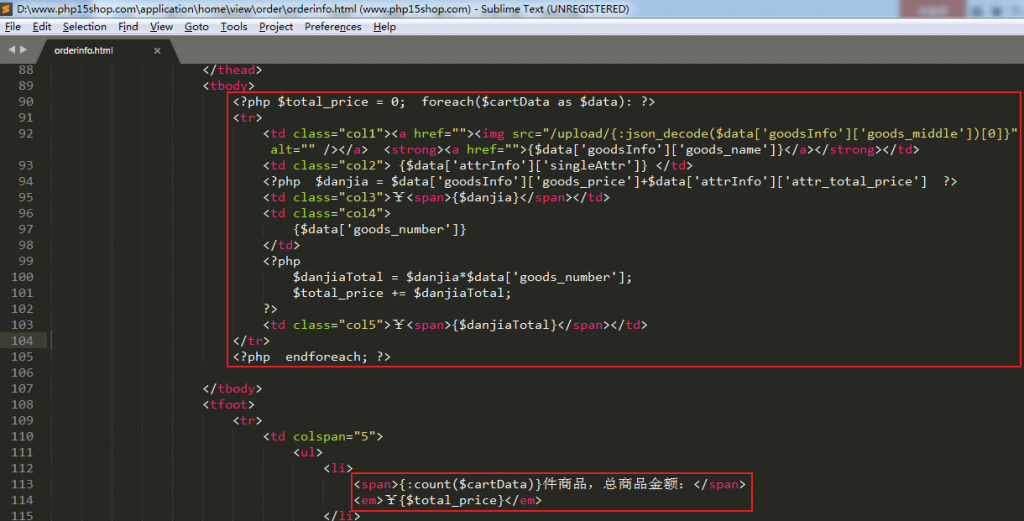 D:\www.php15shop.com\application\home\view\order\orderinfo.html (www.php15shop.com) - Sublime Text (UNREGISTERED)
File Edit Selection Find View Goto Tools Project Preferences Help
orderinfo.html ×
88 </thead>
89 <tbody>
90 <?php $total_price = 0;  foreach($cartData as $data): ?>
91 <tr>
92 <td class="col1"><a href=""><img src="/upload/{:json_decode($data['goodsInfo']['goods_middle'])[0]}"
alt="" /></a>  <strong><a href="">{$data['goodsInfo']['goods_name']}</a></strong></td>
93 <td class="col2"> {$data['attrInfo']['singleAttr']} </td>
94 <?php  $danjia = $data['goodsInfo']['goods_price']+$data['attrInfo']['attr_total_price']  ?>
95 <td class="col3">￥<span>{$danjia}</span></td>
96 <td class="col4">
97 {$data['goods_number']}
98 </td>
99 <?php
100 $danjiaTotal = $danjia*$data['goods_number'];
101 $total_price += $danjiaTotal;
102 ?>
103 <td class="col5">￥<span>{$danjiaTotal}</span></td>
104 </tr>
105 <?php  endforeach; ?>
106
107 </tbody>
108 <tfoot>
109 <tr>
110 <td colspan="5">
111 <ul>
112 <li>
113 <span>{:count($cartData)}件商品，总商品金额：</span>
114 <em>￥{$total_price}</em>
115 </li>